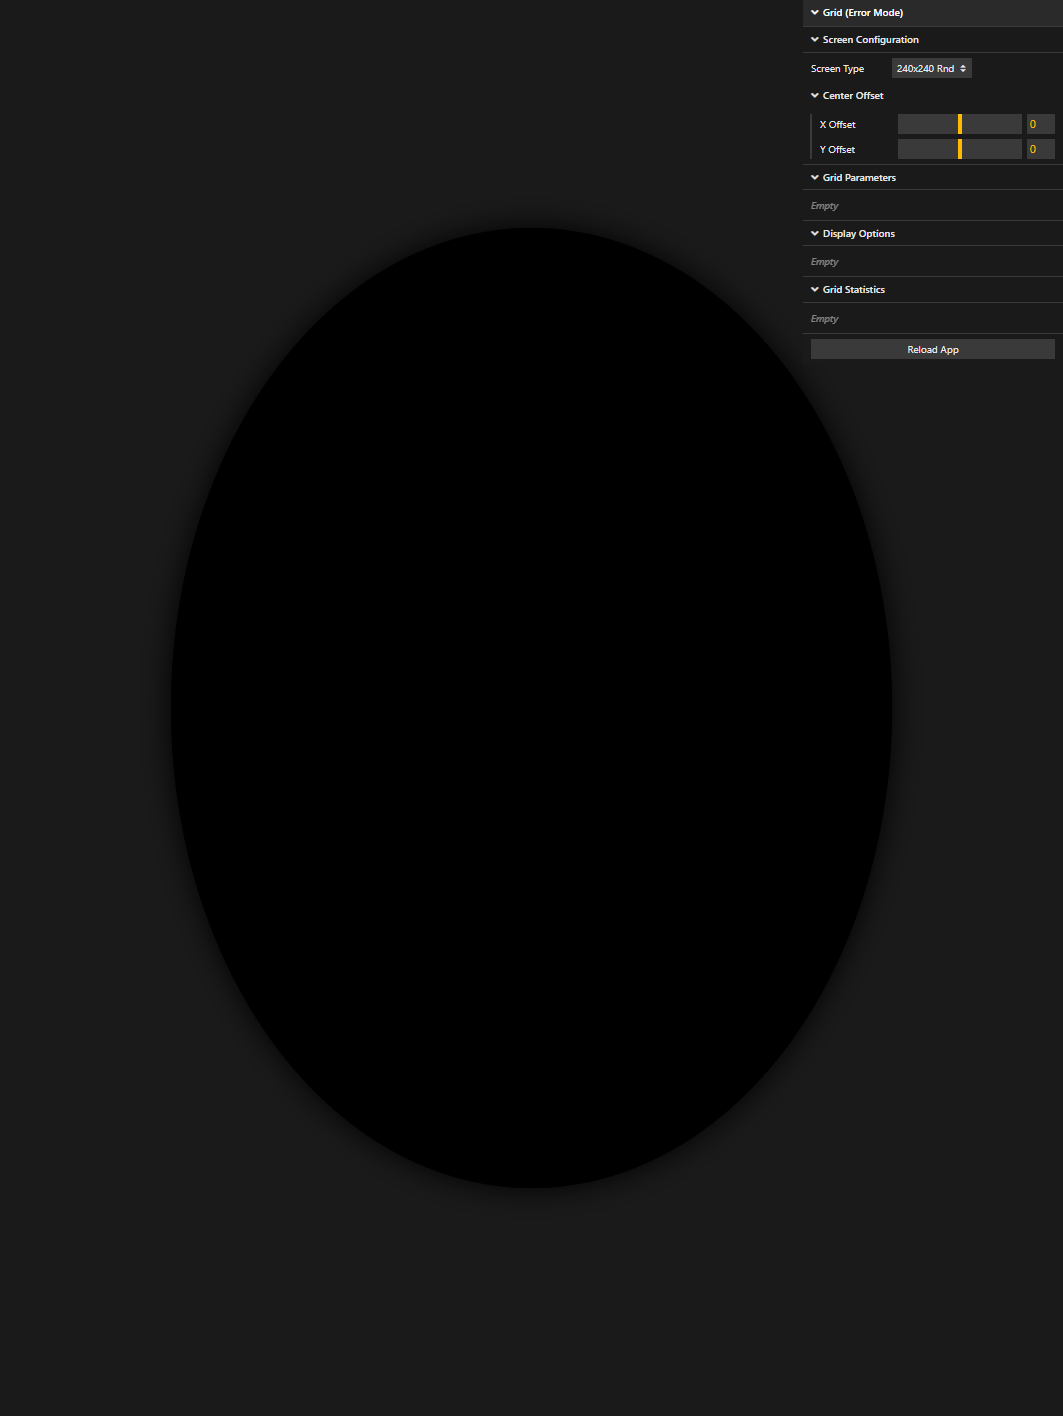 Grid (Error Mode)
Screen Configuration
Screen Type 240x240 Rnd
Center Offset
X Offset 0
Y Offset 0
Grid Parameters
Empty
Display Options
Empty
Grid Statistics
Empty
Reload App